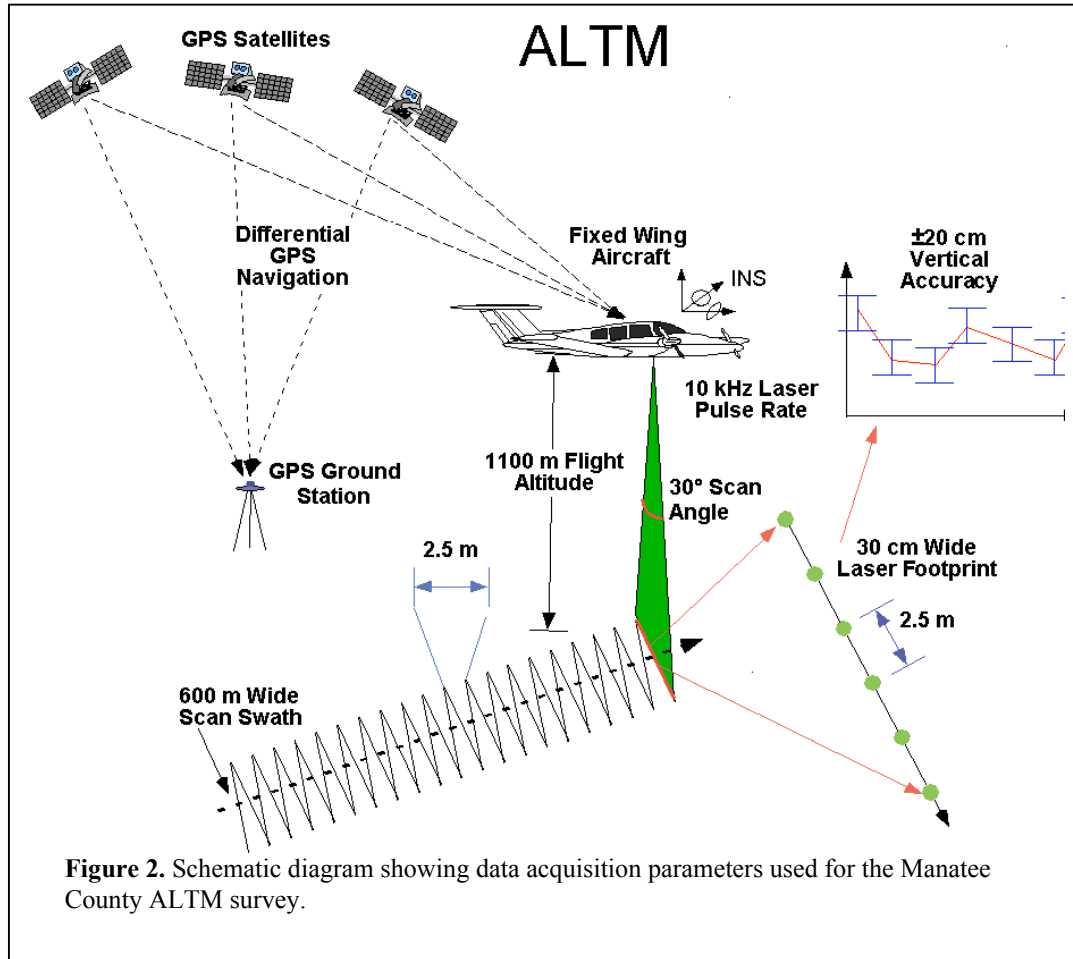 ALTM
GPS Satellites
Differential
GPS
Navigation
Fixed Wing
Aircraft
INS
±20 cm
Vertical
Accuracy
10 kHz Laser
Pulse Rate
GPS Ground
Station
1100 m Flight
Altitude
30° Scan
Angle
2.5 m
30 cm Wide
Laser Footprint
2.5 m
600 m Wide
Scan Swath
Figure 2. Schematic diagram showing data acquisition parameters used for the Manatee
County ALTM survey.